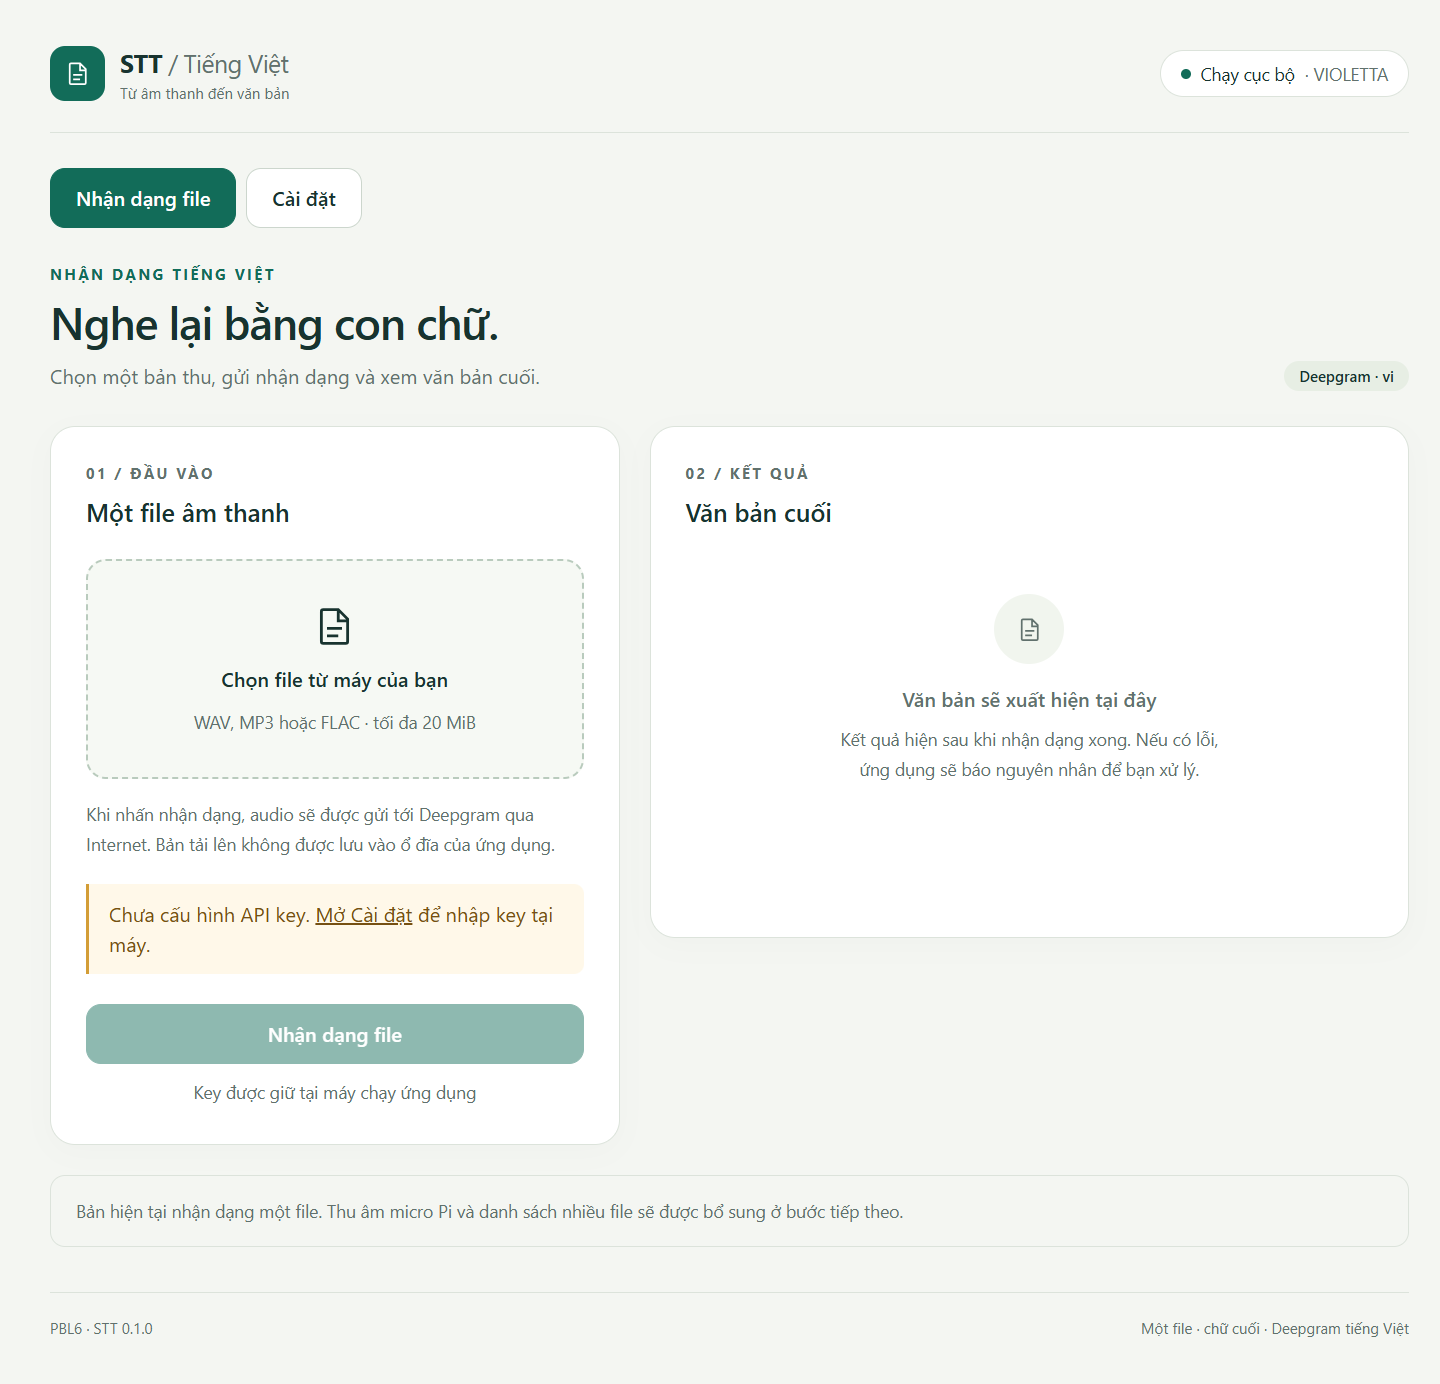 STT / Tiếng Việt
Từ âm thanh đến văn bản
Chạy cục bộ · VIOLETTA
Nhận dạng file
Cài đặt
NHẬN DẠNG TIẾNG VIỆT
Nghe lại bằng con chữ.
Chọn một bản thu, gửi nhận dạng và xem văn bản cuối.
Deepgram · vi
01 / ĐẦU VÀO
Một file âm thanh
Chọn file từ máy của bạn
WAV, MP3 hoặc FLAC · tối đa 20 MiB
Khi nhấn nhận dạng, audio sẽ được gửi tới Deepgram qua
Internet. Bản tải lên không được lưu vào ổ đĩa của ứng dụng.
Chưa cấu hình API key. Mở Cài đặt để nhập key tại
máy.
Nhận dạng file
Key được giữ tại máy chạy ứng dụng
02 / KẾT QUẢ
Văn bản cuối
Văn bản sẽ xuất hiện tại đây
Kết quả hiện sau khi nhận dạng xong. Nếu có lỗi,
ứng dụng sẽ báo nguyên nhân để bạn xử lý.
Bản hiện tại nhận dạng một file. Thu âm micro Pi và danh sách nhiều file sẽ được bổ sung ở bước tiếp theo.
PBL6 · STT 0.1.0
Một file · chữ cuối · Deepgram tiếng Việt